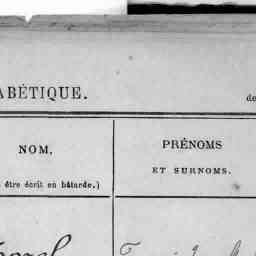 ABÉTIQUE. de
NOM,
PRÉNOMS
ET SURNOMS.
être écrit en bâtarde.)